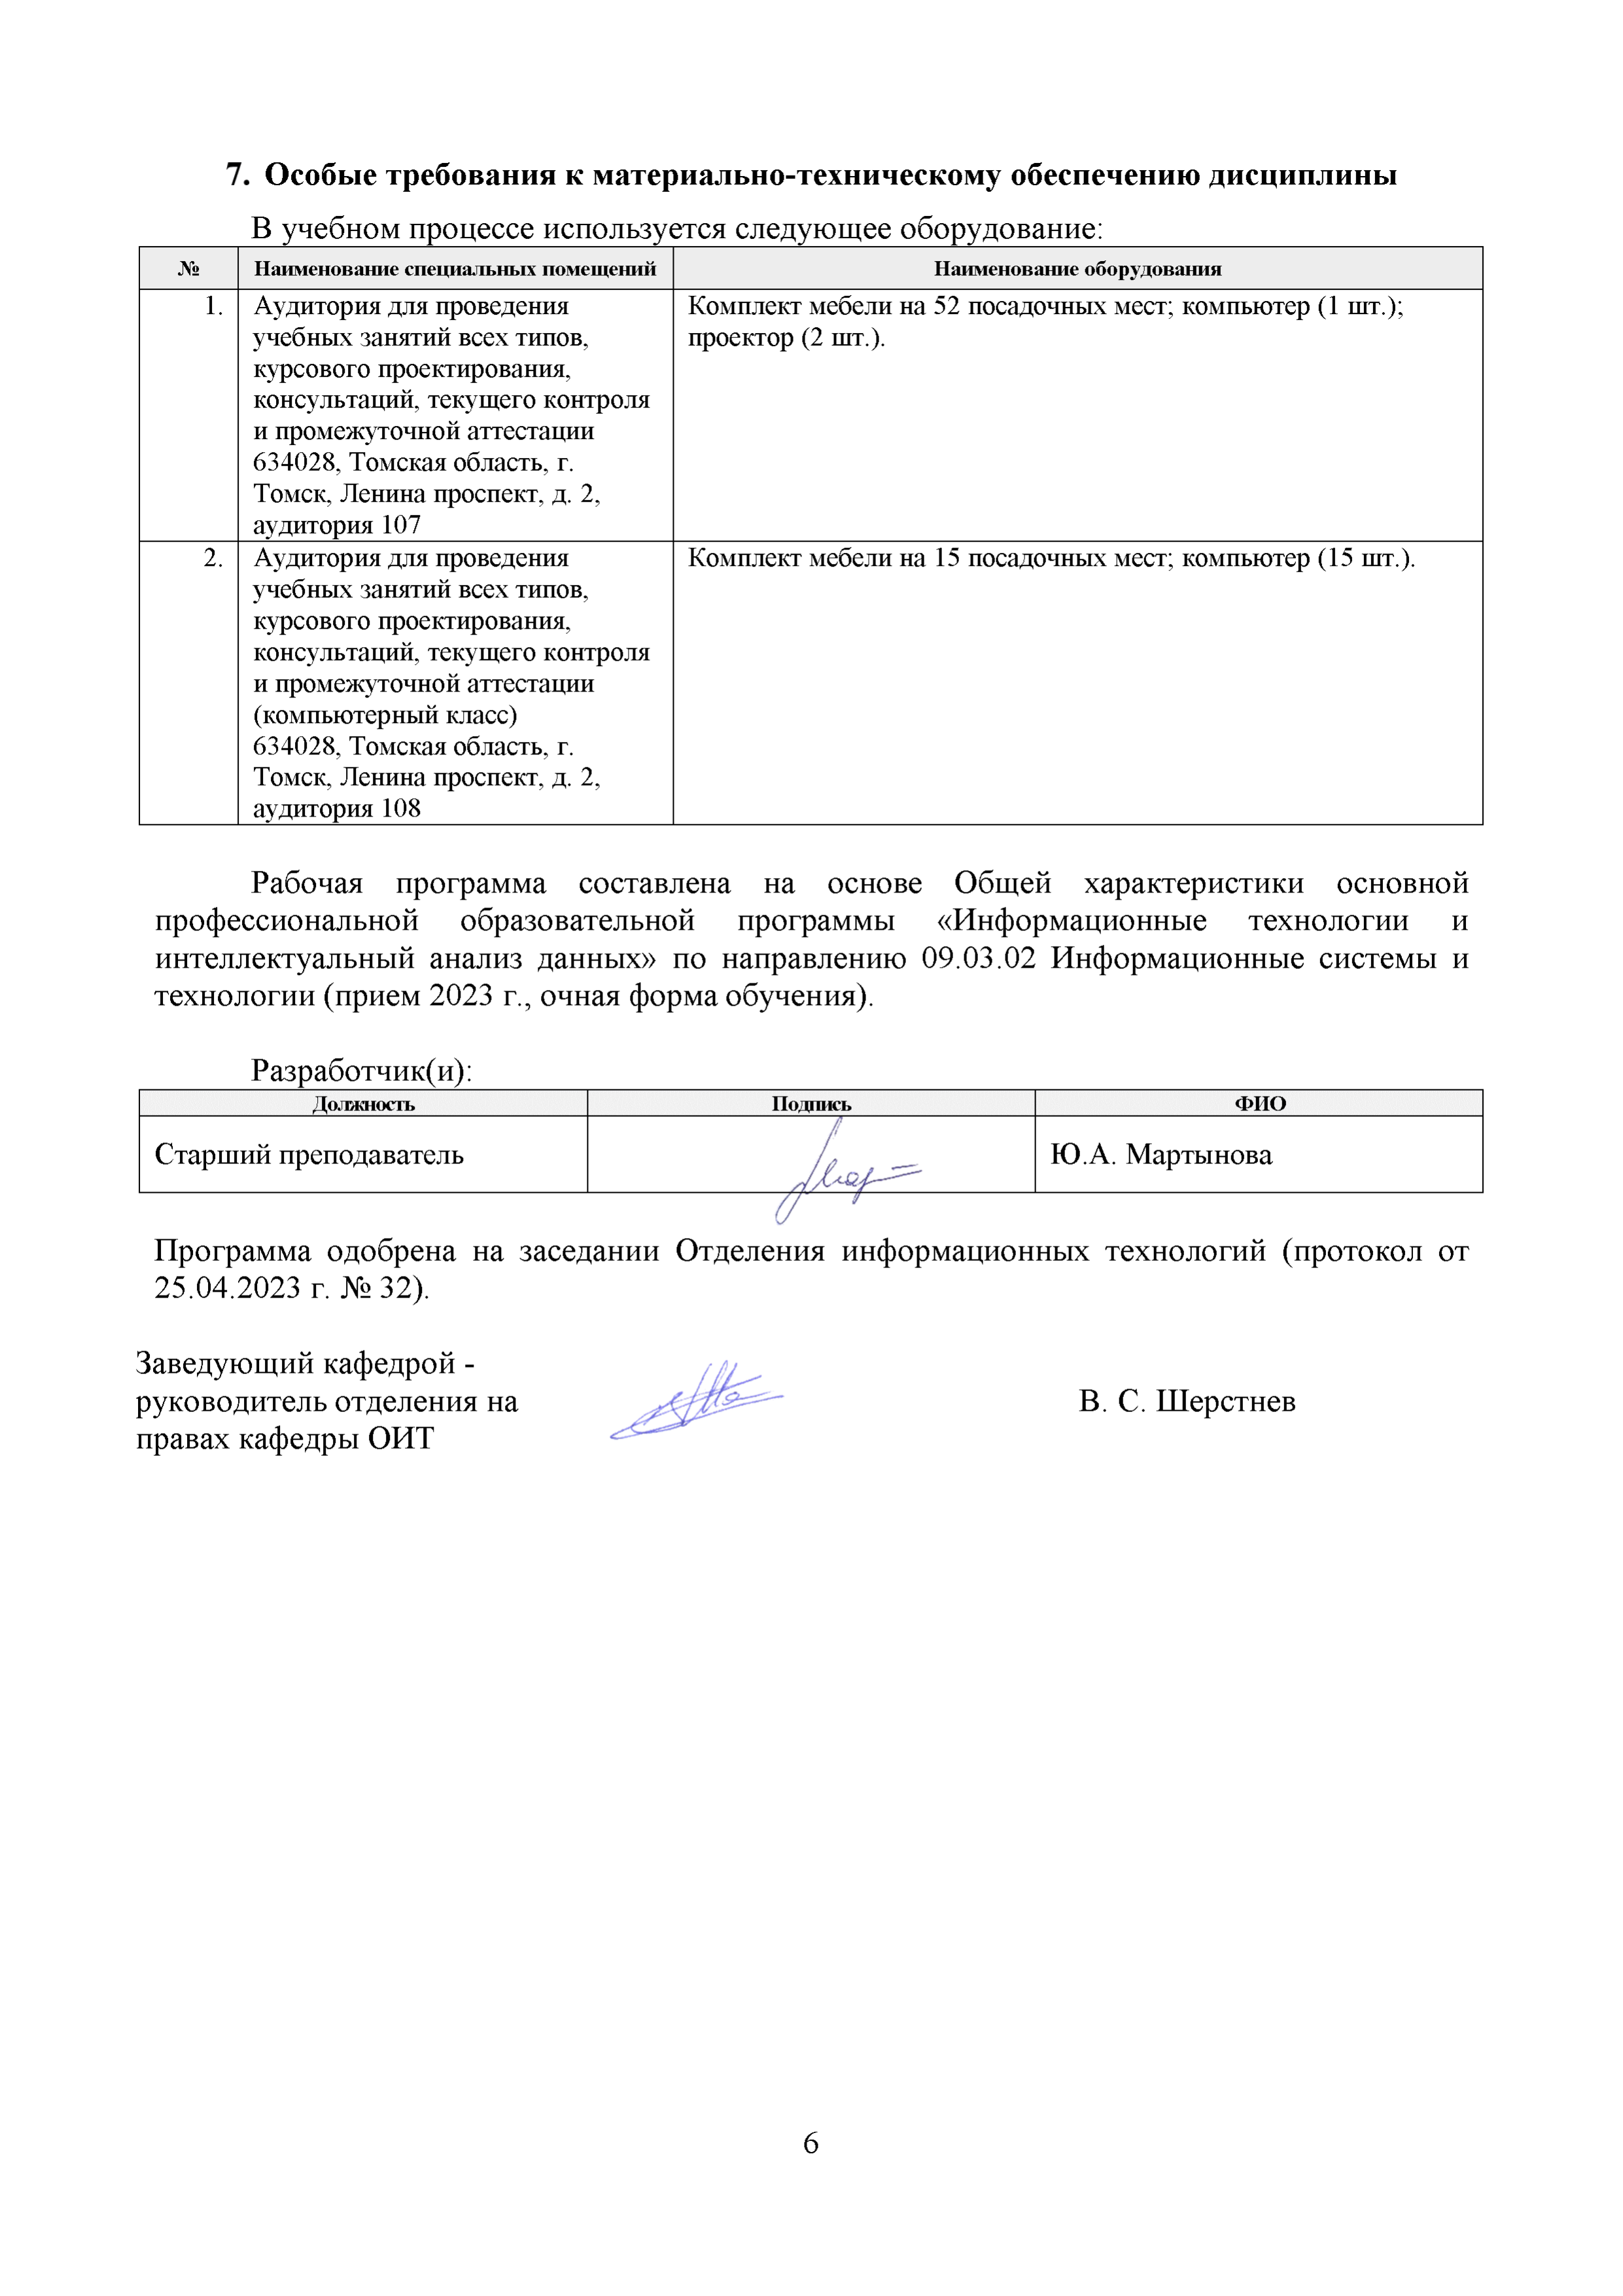 7. Особые требования к материально-техническому обеспечению дисциплины
В учебном процессе используется следующее оборудование:
№ Наименование специальных помещений Наименование оборудования
1. Аудитория для проведения
учебных занятий всех типов,
курсового проектирования,
консультаций, текущего контроля
и промежуточной аттестации
634028, Томская область, г.
Томск, Ленина проспект, д. 2,
аудитория 107
Комплект мебели на 52 посадочных мест; компьютер (1 шт.);
проектор (2 шт.).
2. Аудитория для проведения
учебных занятий всех типов,
курсового проектирования,
консультаций, текущего контроля
и промежуточной аттестации
(компьютерный класс)
634028, Томская область, г.
Томск, Ленина проспект, д. 2,
аудитория 108
Комплект мебели на 15 посадочных мест; компьютер (15 шт.).
Рабочая программа составлена на основе Общей характеристики основной
профессиональной образовательной программы «Информационные технологии и
интеллектуальный анализ данных» по направлению 09.03.02 Информационные системы и
технологии (прием 2023 г., очная форма обучения).
Разработчик(и):
Должность Подпись ФИО
Старший преподаватель Ю.А. Мартынова
Программа одобрена на заседании Отделения информационных технологий (протокол от
25.04.2023 г. № 32).
Заведующий кафедрой -
руководитель отделения на
правах кафедры ОИТ
В. С. Шерстнев
6